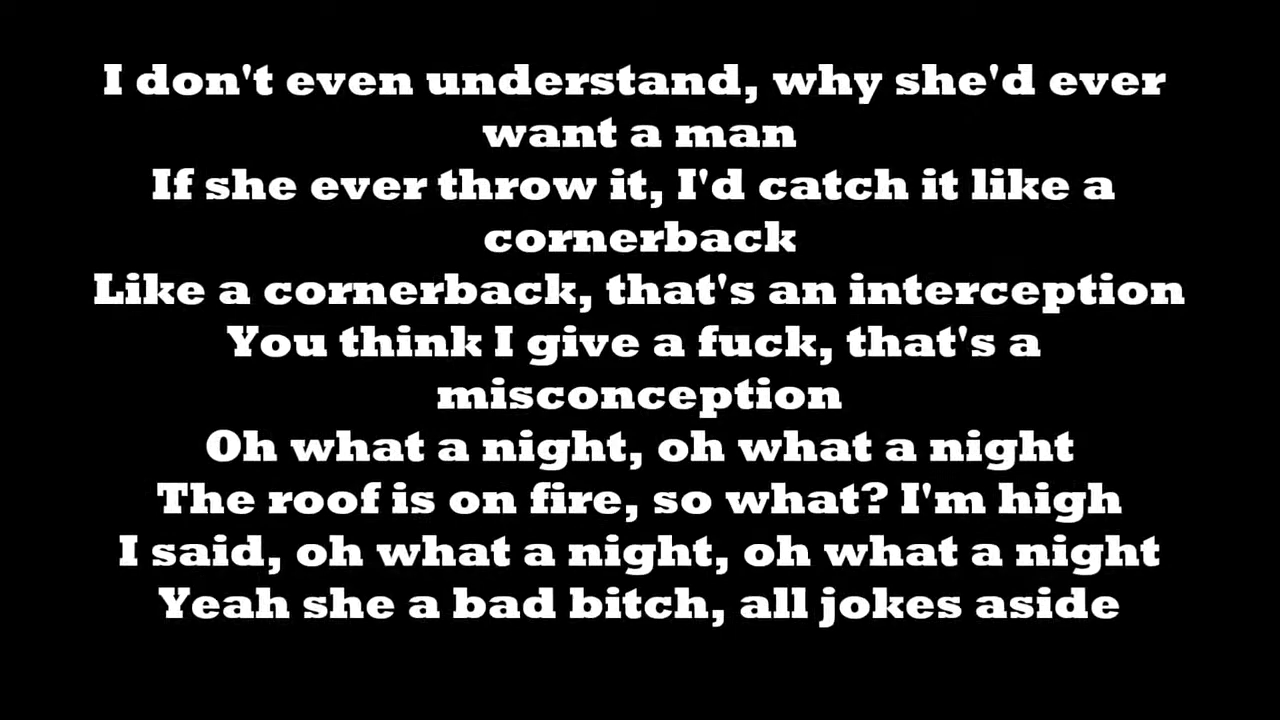 I don't even understand, why she'd ever
want a man
If she ever throw it, I'd catch it like a
cornerback
Like a cornerback, that's an interception
You think I give a fuck, that's a
misconception
Oh what a night, oh what a night
The roof is on fire, so what? I'm high
I said, oh what a night, oh what a night
Yeah she a bad bitch, all jokes aside